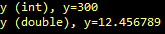 y (int), y=300
y (double), y=12.456789